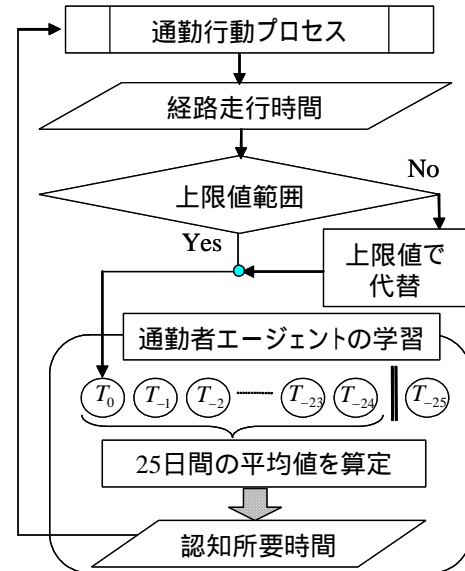 通勤行動プロセス
経路走行時間
上限値範囲
No
Yes
上限値で
代替
通勤者エージェントの学習
T₀ T₋₁ T₋₂ ┈┈ T₋₂₃ T₋₂₄ T₋₂₅
25日間の平均値を算定
認知所要時間